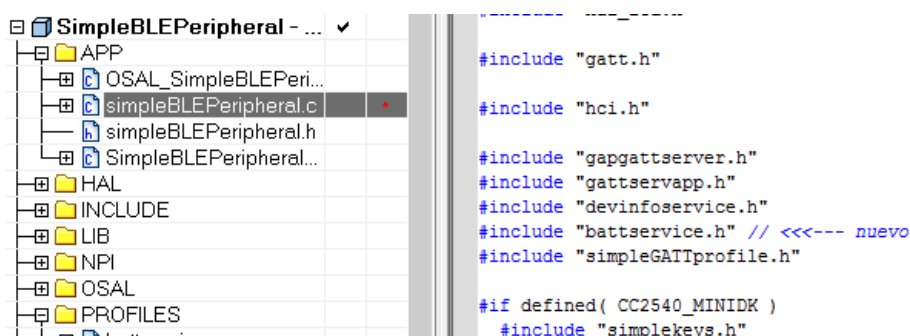 SimpleBLEPeripheral - ...
APP
OSAL_SimpleBLEPeri...
simpleBLEPeripheral.c
simpleBLEPeripheral.h
SimpleBLEPeripheral...
HAL
INCLUDE
LIB
NPI
OSAL
PROFILES
#include "gatt.h"
#include "hci.h"
#include "gapgattserver.h"
#include "gattservapp.h"
#include "devinfoservice.h"
#include "battservice.h" // <<<--- nuevo
#include "simpleGATTprofile.h"
#if defined( CC2540_MINIDK )
#include "simplekeys.h"